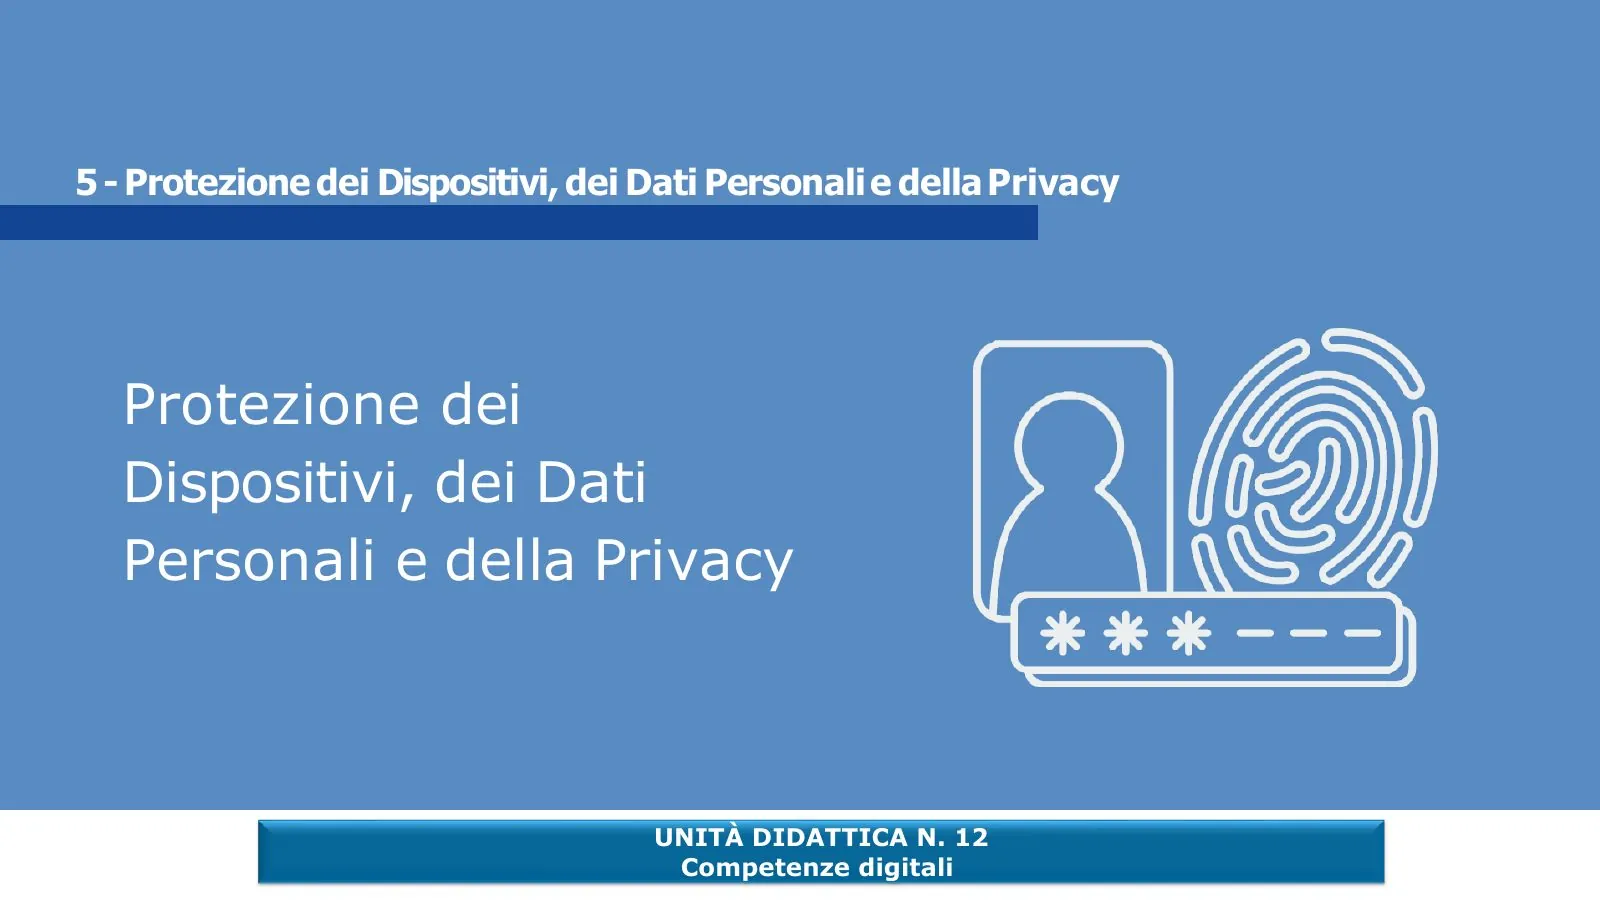 5 - Protezione dei Dispositivi, dei Dati Personali e della Privacy
Protezione dei
Dispositivi, dei Dati
Personali e della Privacy
***---
UNITÀ DIDATTICA N. 12
Competenze digitali